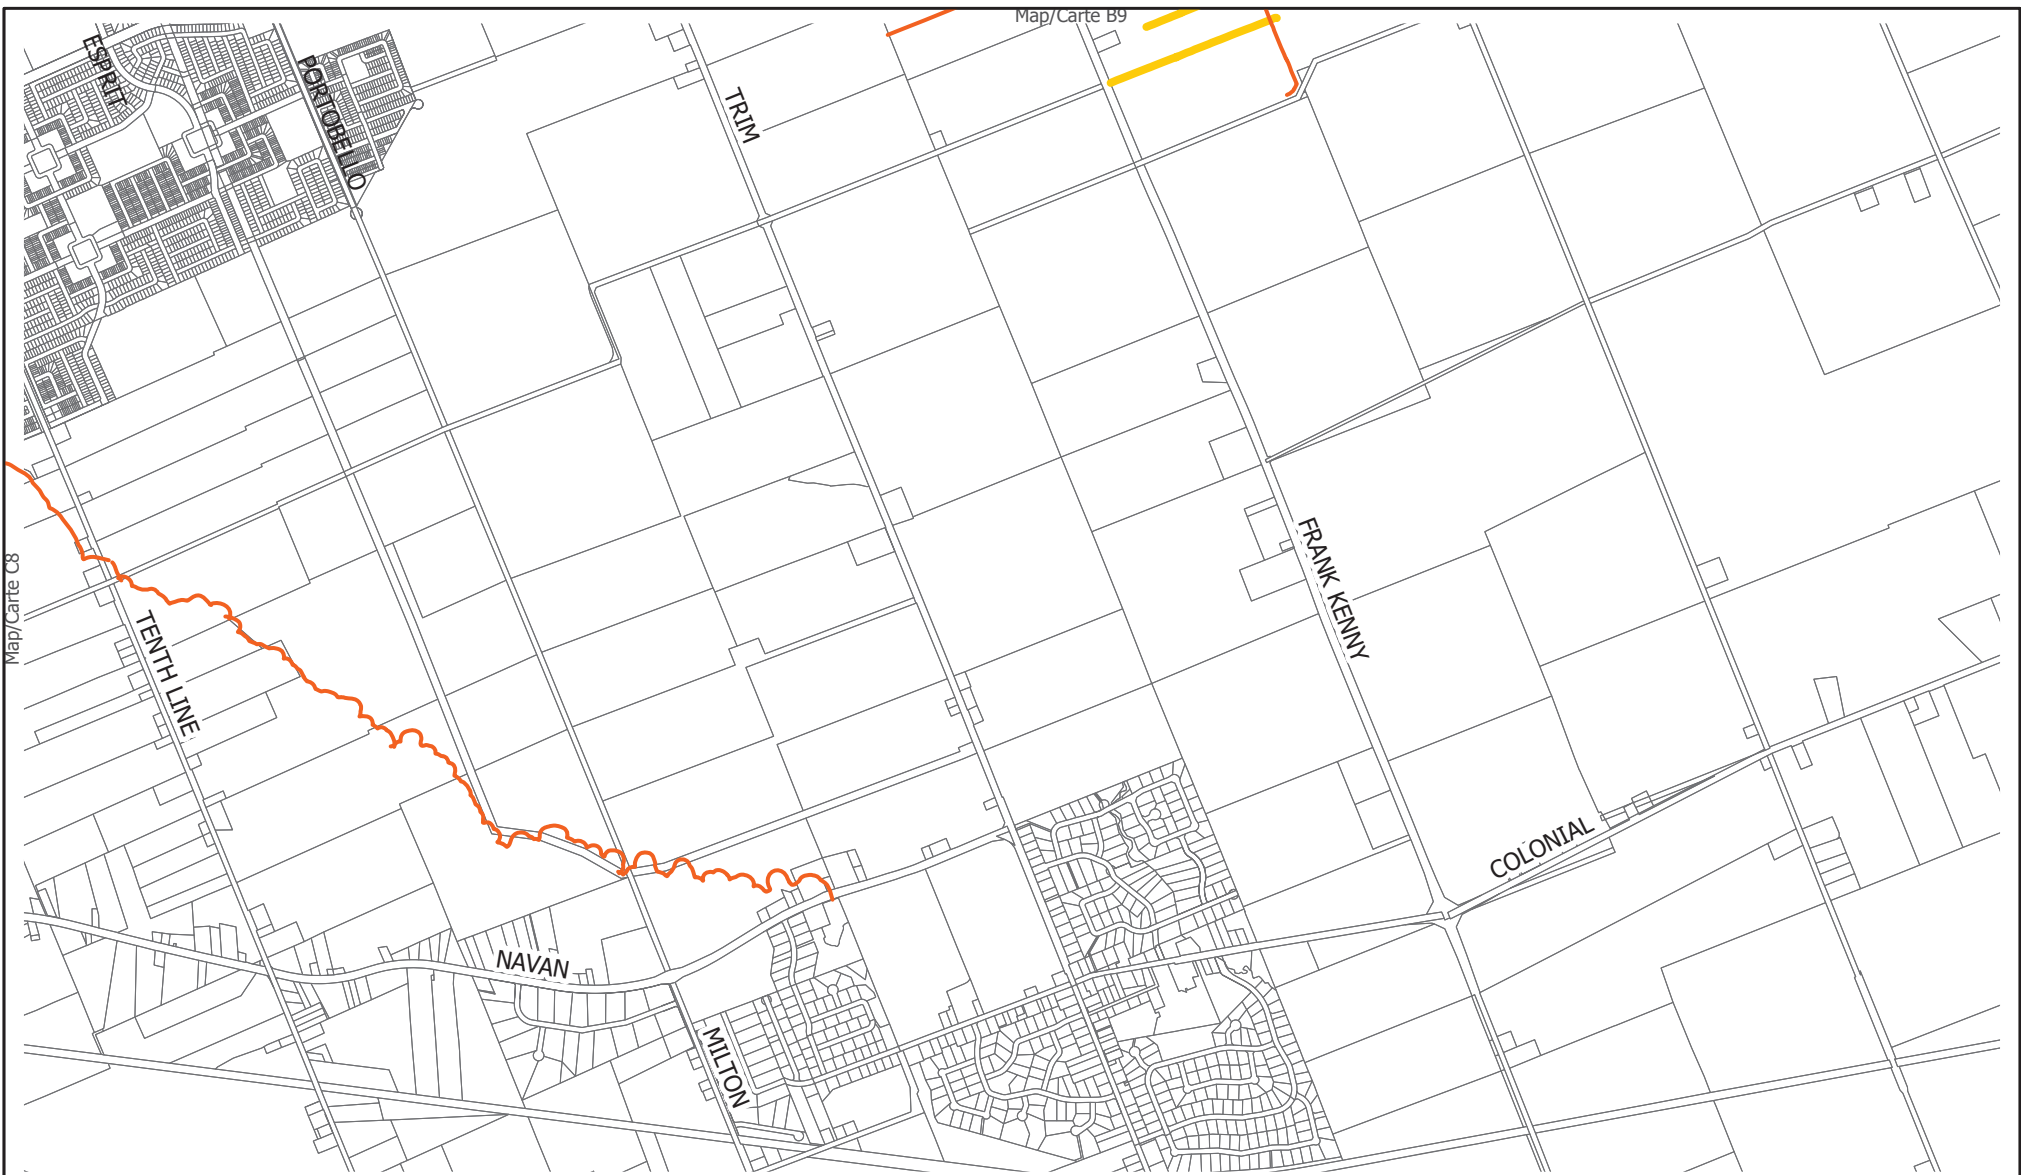 Map/Carte B9
ESPRIT
PORTOBELLO
TRIM
Map/Carte C8
TENTH LINE
FRANK KENNY
COLONIAL
NAVAN
MILTON